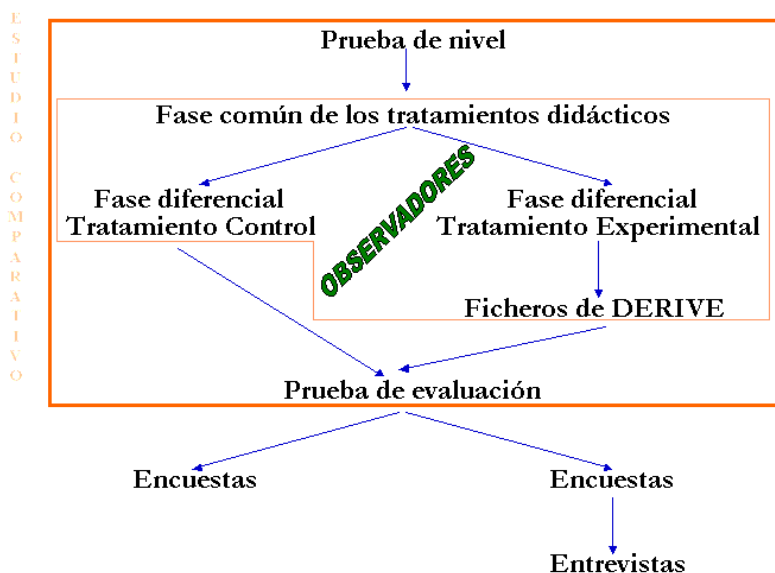 ESTUDIO COMPARATIVO
Prueba de nivel
Fase común de los tratamientos didácticos
Fase diferencial
Tratamiento Control
OBSERVADORES
Fase diferencial
Tratamiento Experimental
Ficheros de DERIVE
Prueba de evaluación
Encuestas
Encuestas
Entrevistas